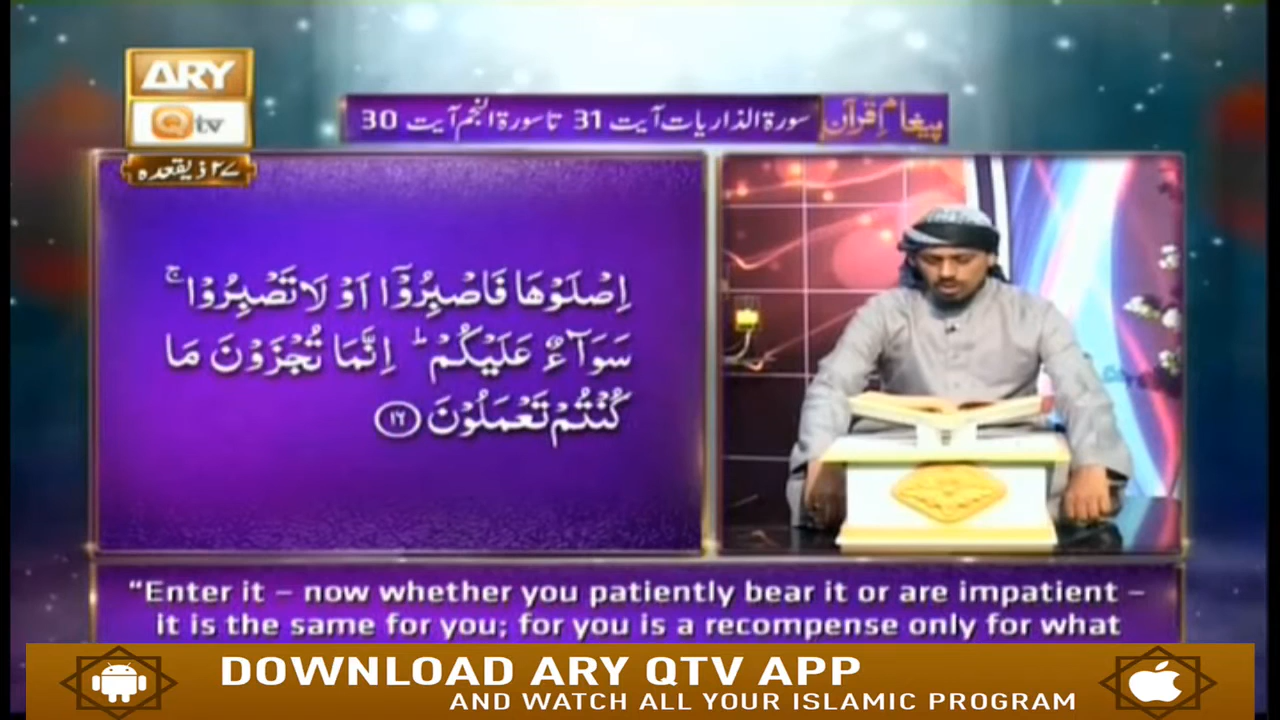 ARY
Qtv
۲۷ ذیقعدہ
پیغامِ قرآن
سورۃ الذاریات آیت 31 تا سورۃ النجم آیت 30
اِصْلَوْهَا فَاصْبِرُوْٓا اَوْ لَا تَصْبِرُوْا ۚ
سَوَآءٌ عَلَيْكُمْ ؕ اِنَّمَا تُجْزَوْنَ مَا
كُنْتُمْ تَعْمَلُوْنَ ۱۶
“Enter it – now whether you patiently bear it or are impatient –
it is the same for you; for you is a recompense only for what
DOWNLOAD ARY QTV APP
AND WATCH ALL YOUR ISLAMIC PROGRAM